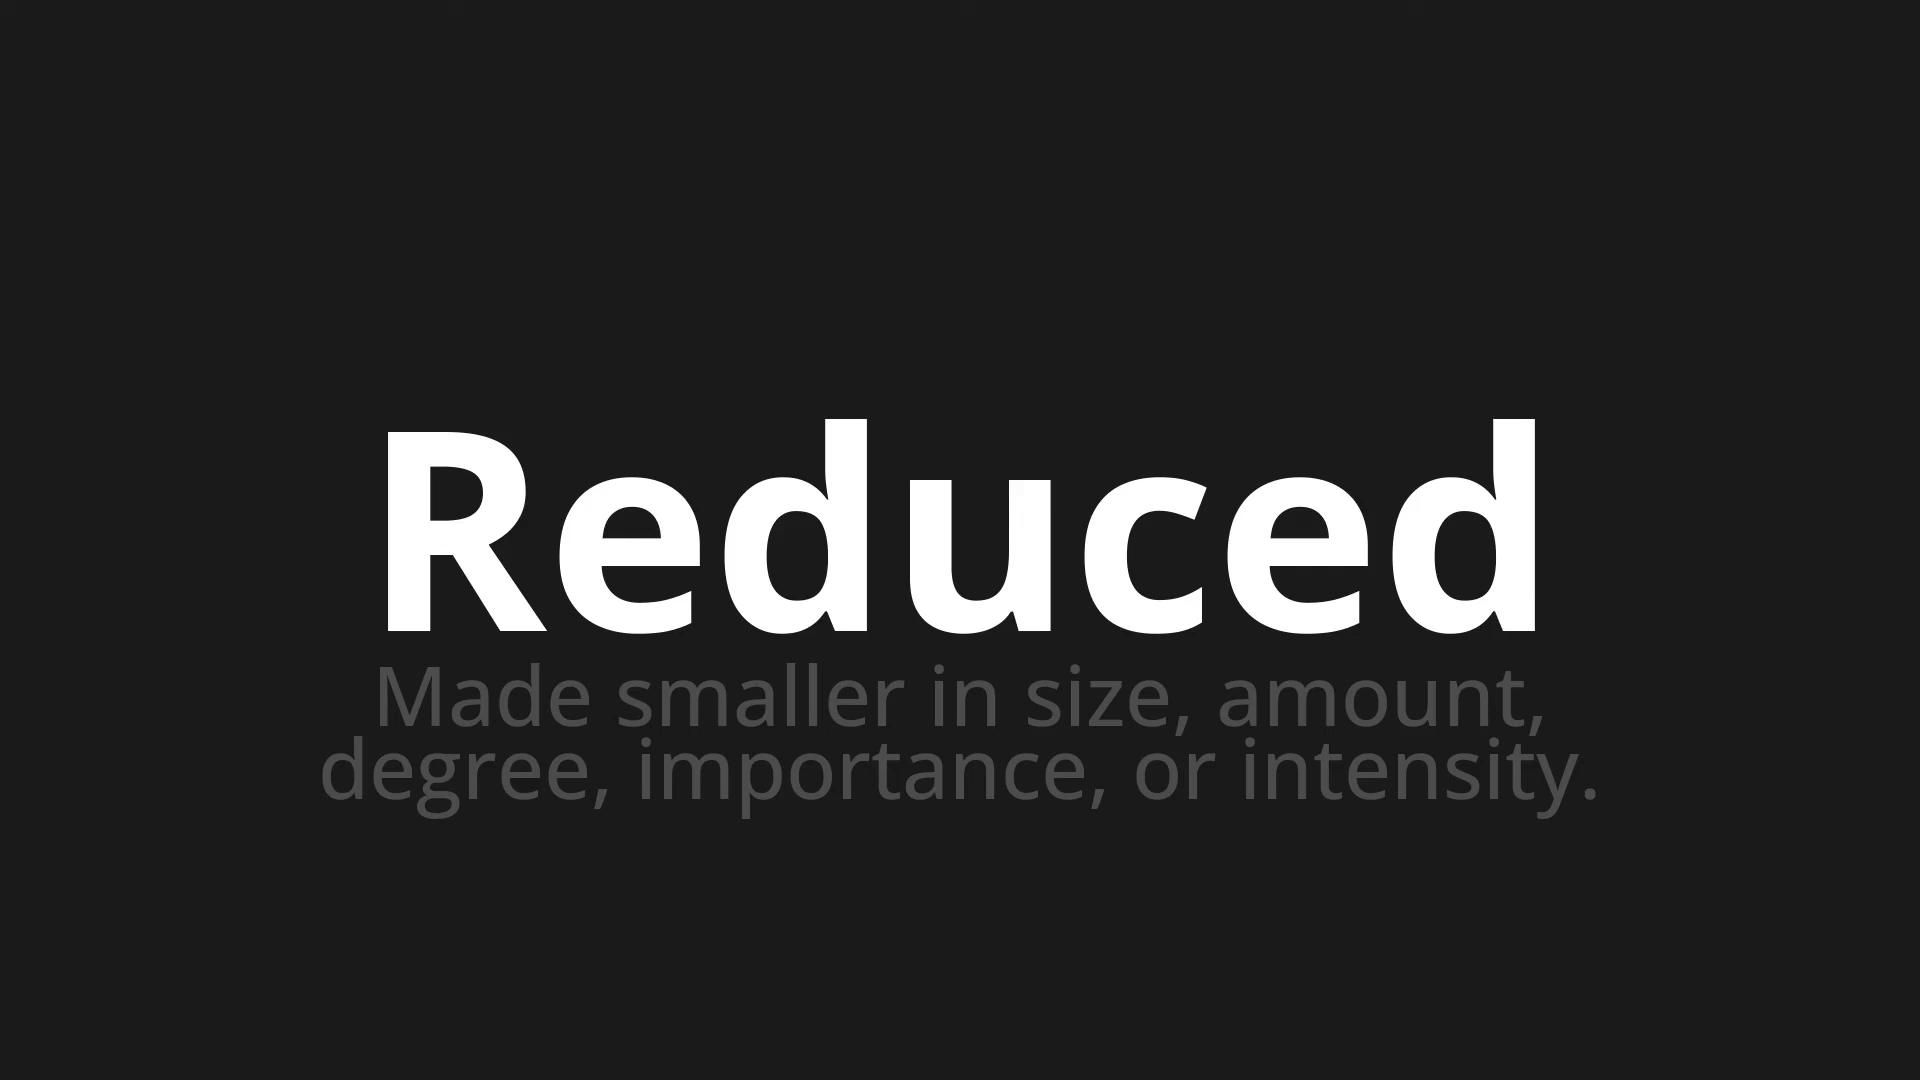 Reduced
Made smaller in size, amount,
degree, importance, or intensity.